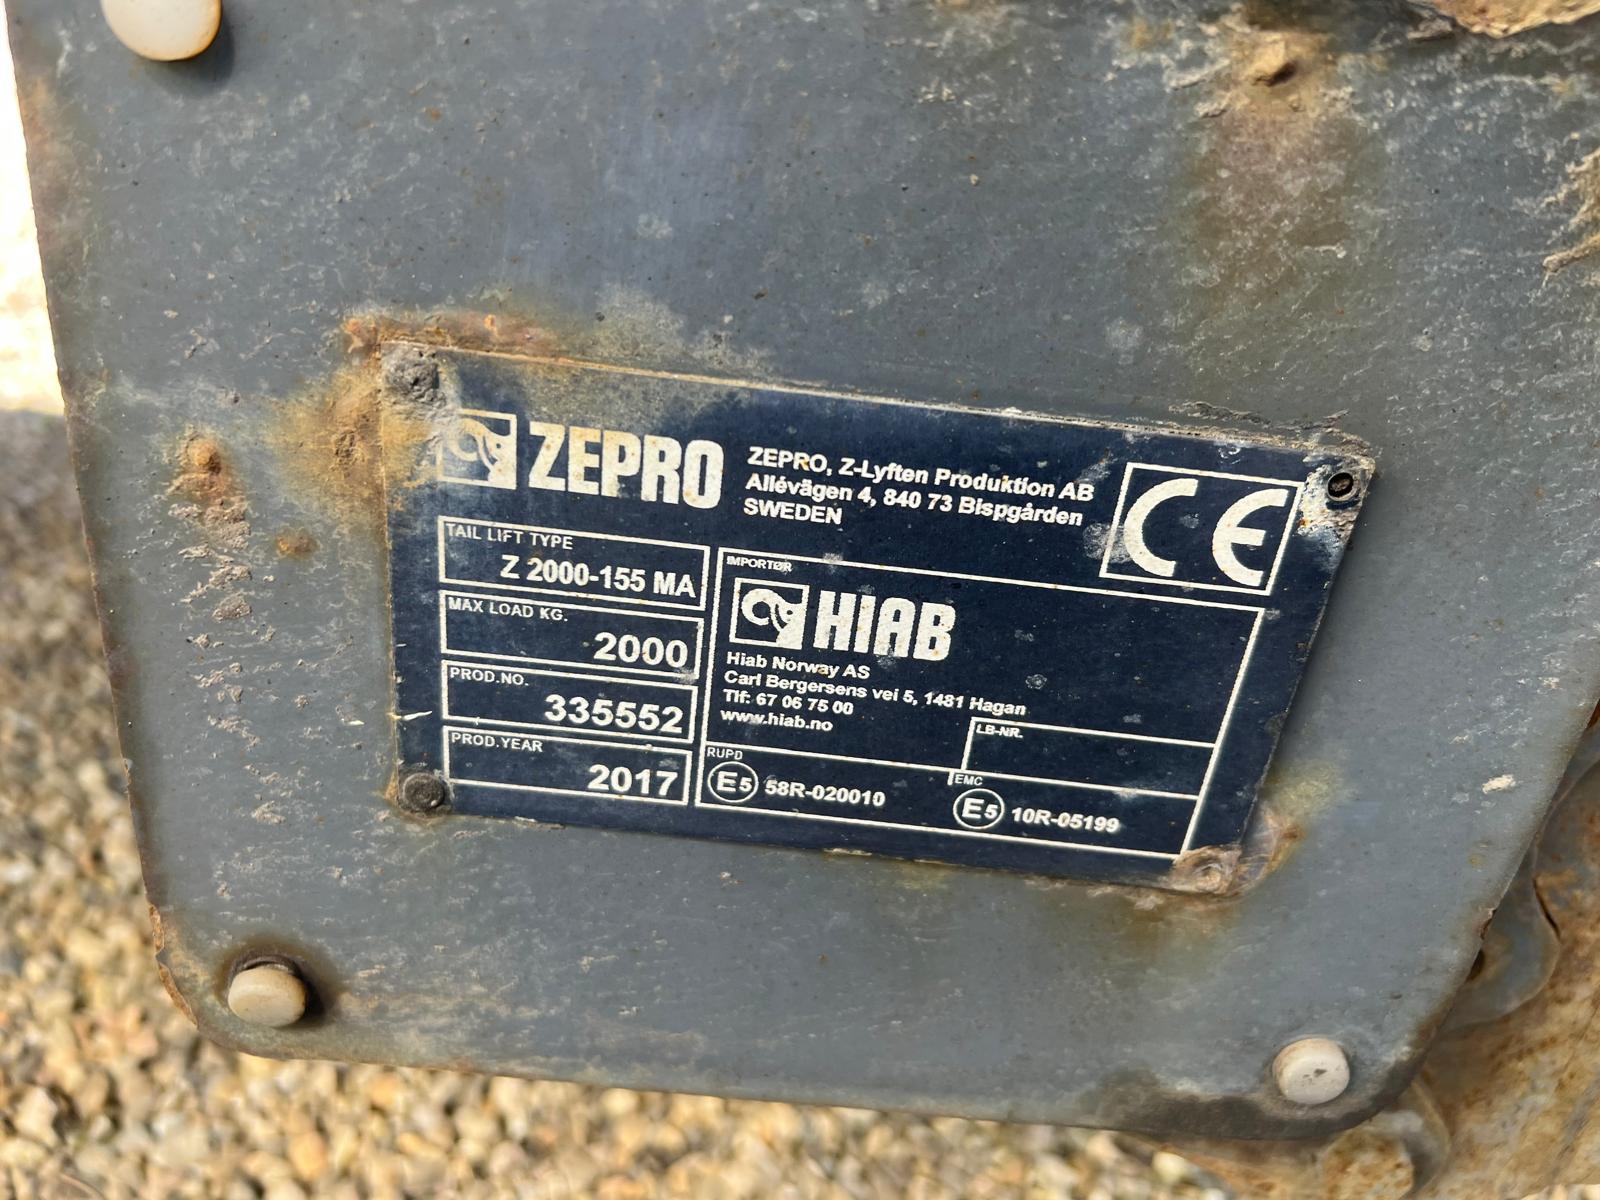 ZEPRO
ZEPRO, Z-Lyften Produktion AB
Allévägen 4, 840 73 Bispgården
SWEDEN
CE
TAIL LIFT TYPE
Z 2000-155 MA
MAX LOAD KG.
2000
PROD.NO.
335552
PROD.YEAR
2017
IMPORTØR
HIAB
Hiab Norway AS
Carl Bergersens vei 5, 1481 Hagan
Tlf: 67 06 75 00
www.hiab.no
LB-NR.
RUPD
E5 58R-020010
EMC
E5 10R-05199